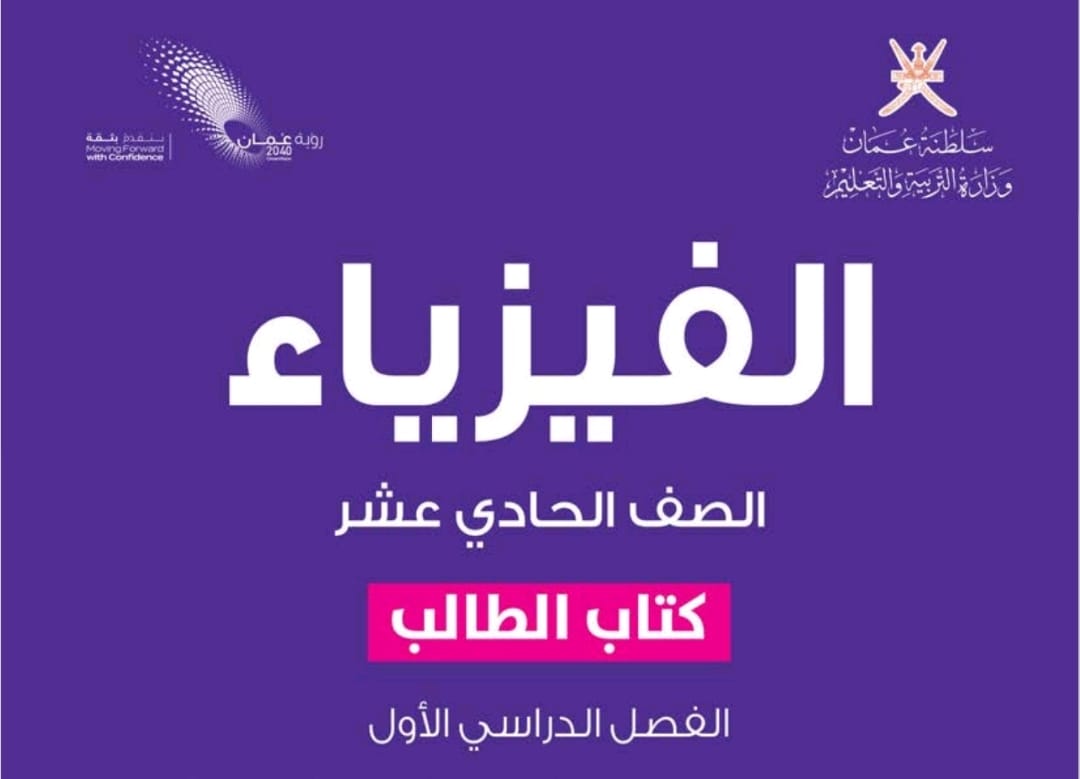 سلطنة عمان
وزارة التربية والتعليم
رؤية عمان
2040
نتقدم بثقة
Moving Forward
with Confidence
الفيزياء
الصف الحادي عشر
كتاب الطالب
الفصل الدراسي الأول